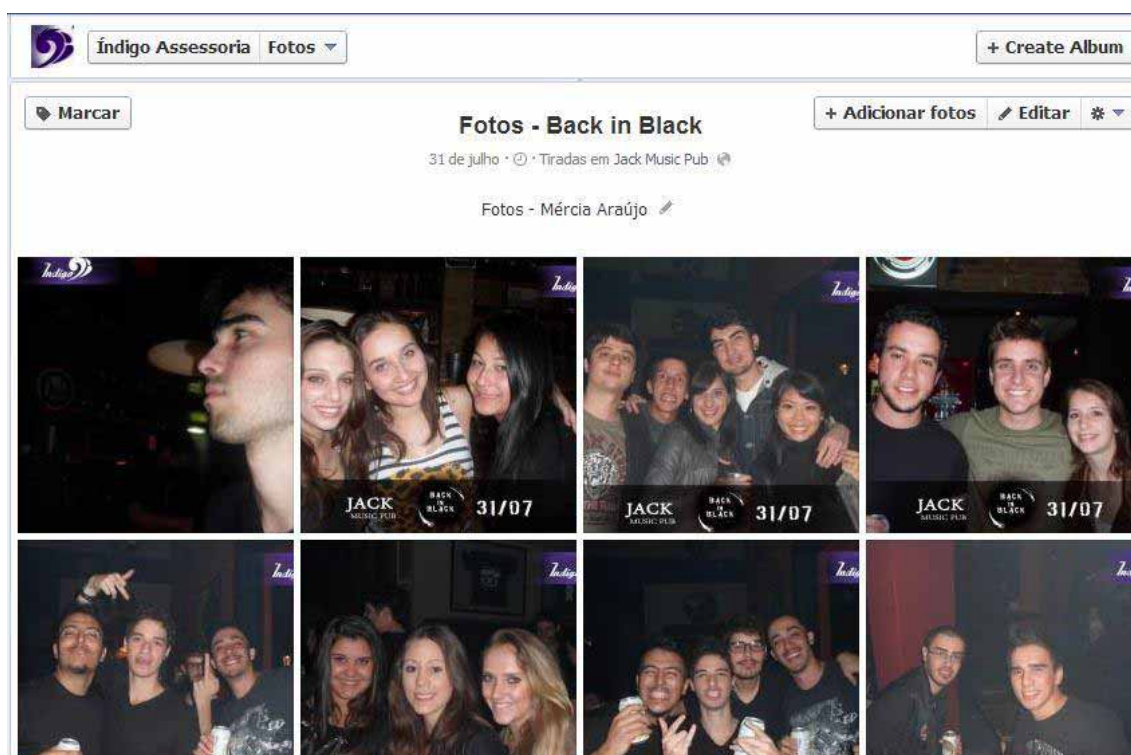 Índigo Assessoria Fotos
+ Create Album
Marcar
Fotos - Back in Black
+ Adicionar fotos Editar
31 de julho · · Tiradas em Jack Music Pub
Fotos - Mércia Araújo
Índigo
JACK
MUSIC PUB
BACK
IN
BLACK
31/07
JACK
MUSIC PUB
BACK
IN
BLACK
31/07
JACK
MUSIC PUB
BACK
IN
BLACK
31/07